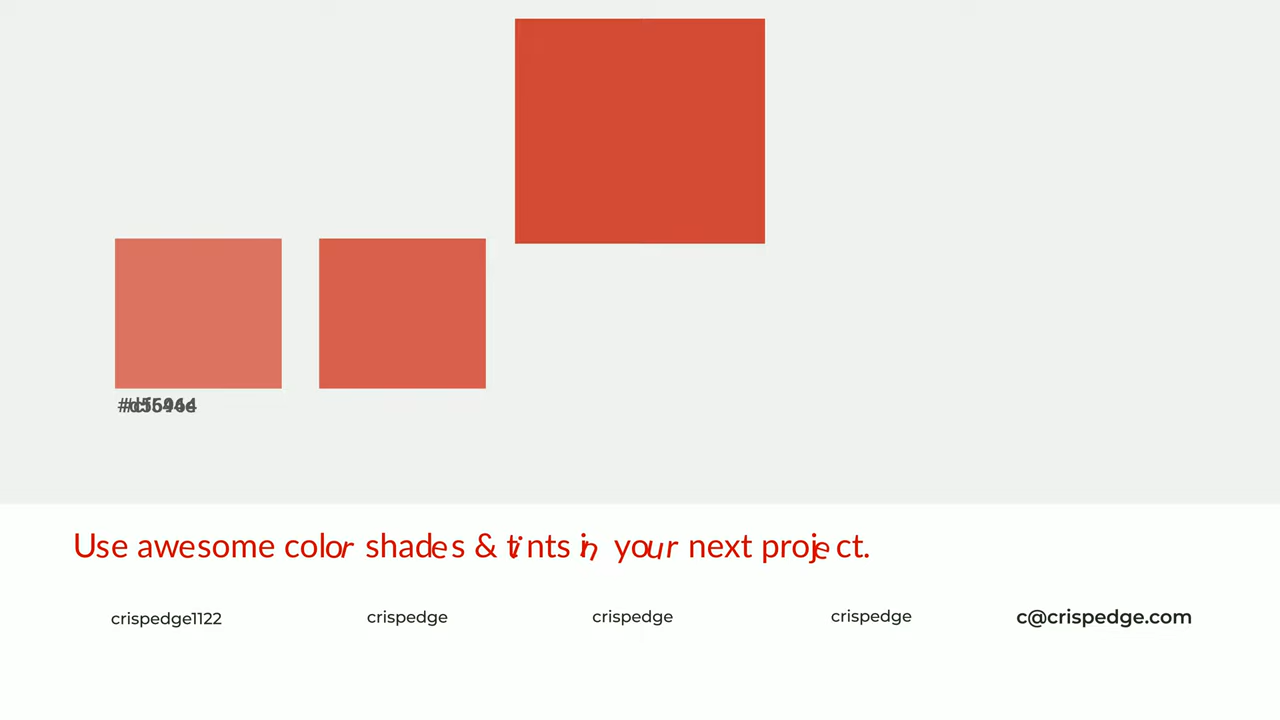 Use awesome color shades & tints in your next project.
crispedge1122 crispedge crispedge crispedge c@crispedge.com